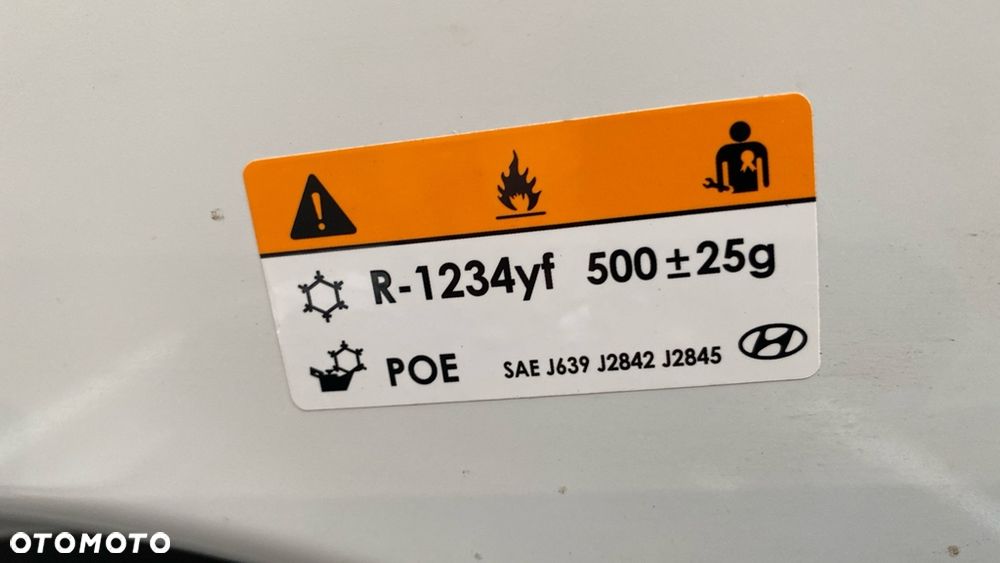 R-1234yf 500±25g
POE SAE J639 J2842 J2845
OTOMOTO